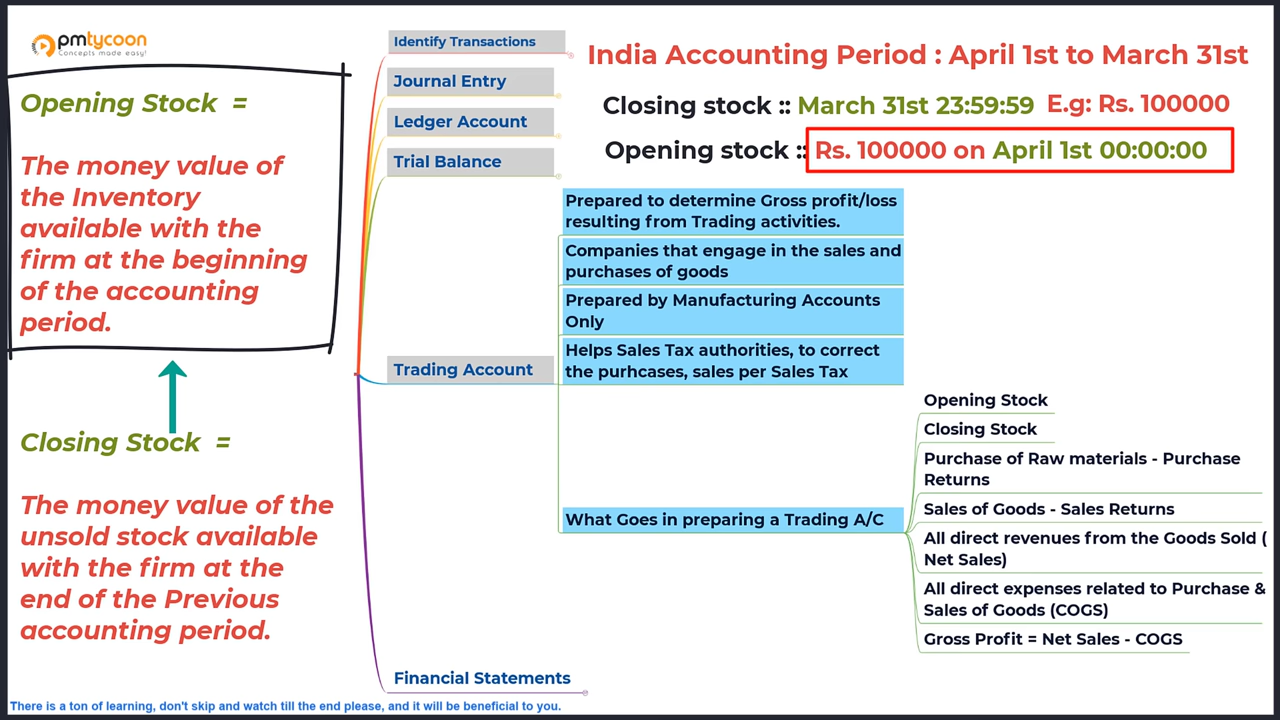 pmtycoon
Concepts made easy!
Opening Stock =
The money value of
the Inventory
available with the
firm at the beginning
of the accounting
period.
Closing Stock =
The money value of the
unsold stock available
with the firm at the
end of the Previous
accounting period.
Identify Transactions
Journal Entry
Ledger Account
Trial Balance
Trading Account
Financial Statements
India Accounting Period : April 1st to March 31st
Closing stock :: March 31st 23:59:59 E.g: Rs. 100000
Opening stock :: Rs. 100000 on April 1st 00:00:00
Prepared to determine Gross profit/loss
resulting from Trading activities.
Companies that engage in the sales and
purchases of goods
Prepared by Manufacturing Accounts
Only
Helps Sales Tax authorities, to correct
the purhcases, sales per Sales Tax
What Goes in preparing a Trading A/C
Opening Stock
Closing Stock
Purchase of Raw materials - Purchase
Returns
Sales of Goods - Sales Returns
All direct revenues from the Goods Sold (
Net Sales)
All direct expenses related to Purchase &
Sales of Goods (COGS)
Gross Profit = Net Sales - COGS
There is a ton of learning, don't skip and watch till the end please, and it will be beneficial to you.